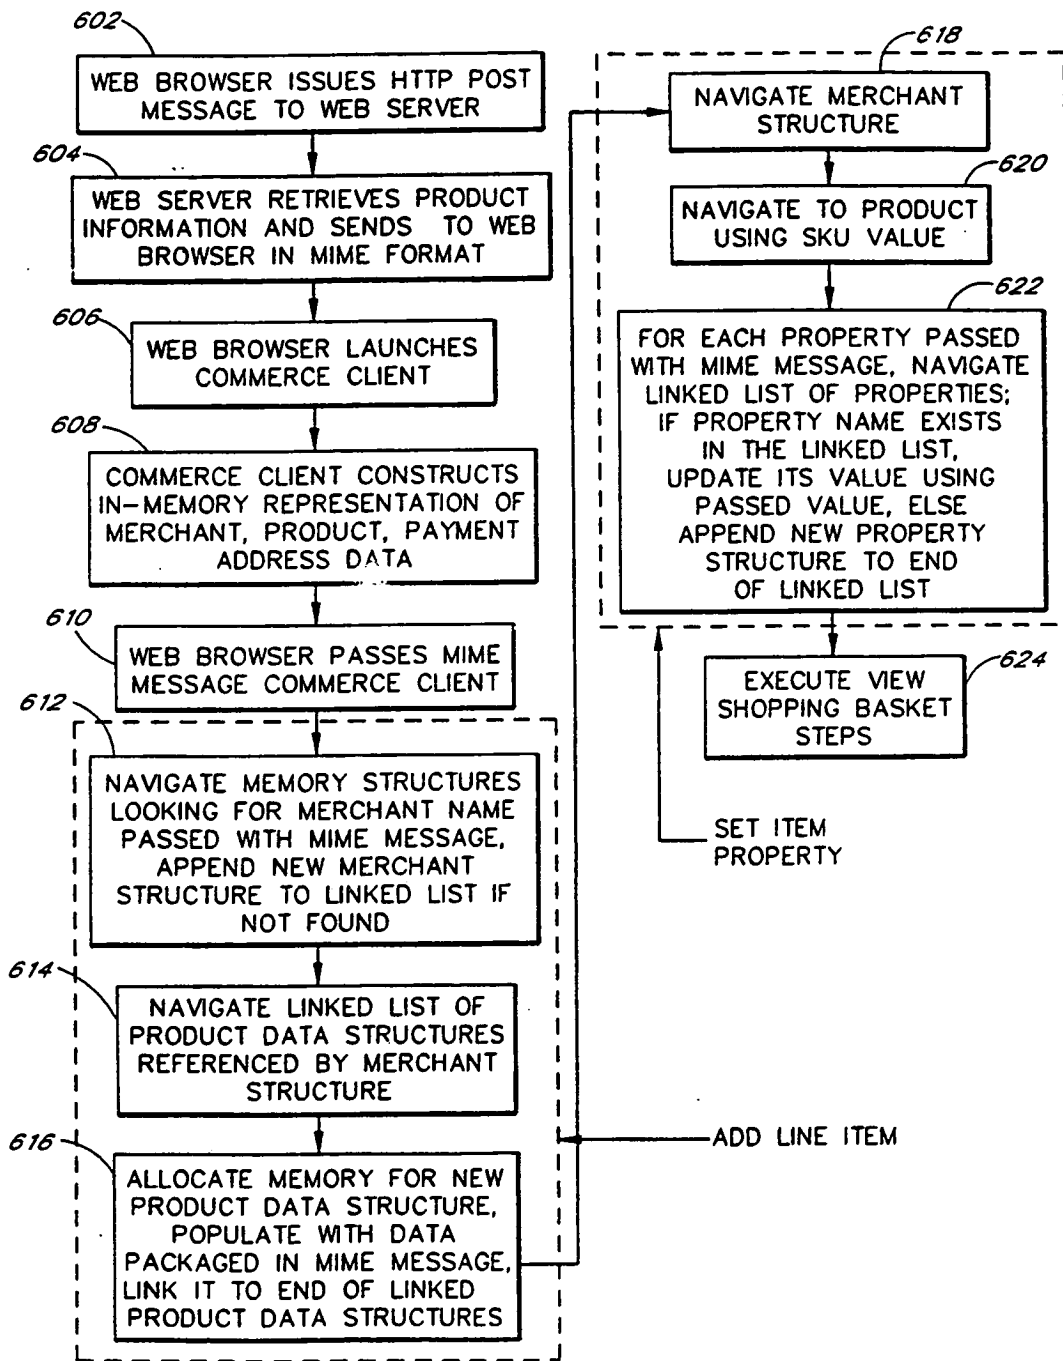 602
WEB BROWSER ISSUES HTTP POST
MESSAGE TO WEB SERVER
604
WEB SERVER RETRIEVES PRODUCT
INFORMATION AND SENDS TO WEB
BROWSER IN MIME FORMAT
606
WEB BROWSER LAUNCHES
COMMERCE CLIENT
608
COMMERCE CLIENT CONSTRUCTS
IN-MEMORY REPRESENTATION OF
MERCHANT, PRODUCT, PAYMENT
ADDRESS DATA
610
WEB BROWSER PASSES MIME
MESSAGE COMMERCE CLIENT
612
NAVIGATE MEMORY STRUCTURES
LOOKING FOR MERCHANT NAME
PASSED WITH MIME MESSAGE,
APPEND NEW MERCHANT
STRUCTURE TO LINKED LIST IF
NOT FOUND
614
NAVIGATE LINKED LIST OF
PRODUCT DATA STRUCTURES
REFERENCED BY MERCHANT
STRUCTURE
616
ALLOCATE MEMORY FOR NEW
PRODUCT DATA STRUCTURE,
POPULATE WITH DATA
PACKAGED IN MIME MESSAGE,
LINK IT TO END OF LINKED
PRODUCT DATA STRUCTURES
ADD LINE ITEM
618
NAVIGATE MERCHANT
STRUCTURE
620
NAVIGATE TO PRODUCT
USING SKU VALUE
622
FOR EACH PROPERTY PASSED
WITH MIME MESSAGE, NAVIGATE
LINKED LIST OF PROPERTIES;
IF PROPERTY NAME EXISTS
IN THE LINKED LIST,
UPDATE ITS VALUE USING
PASSED VALUE, ELSE
APPEND NEW PROPERTY
STRUCTURE TO END
OF LINKED LIST
624
EXECUTE VIEW
SHOPPING BASKET
STEPS
SET ITEM
PROPERTY